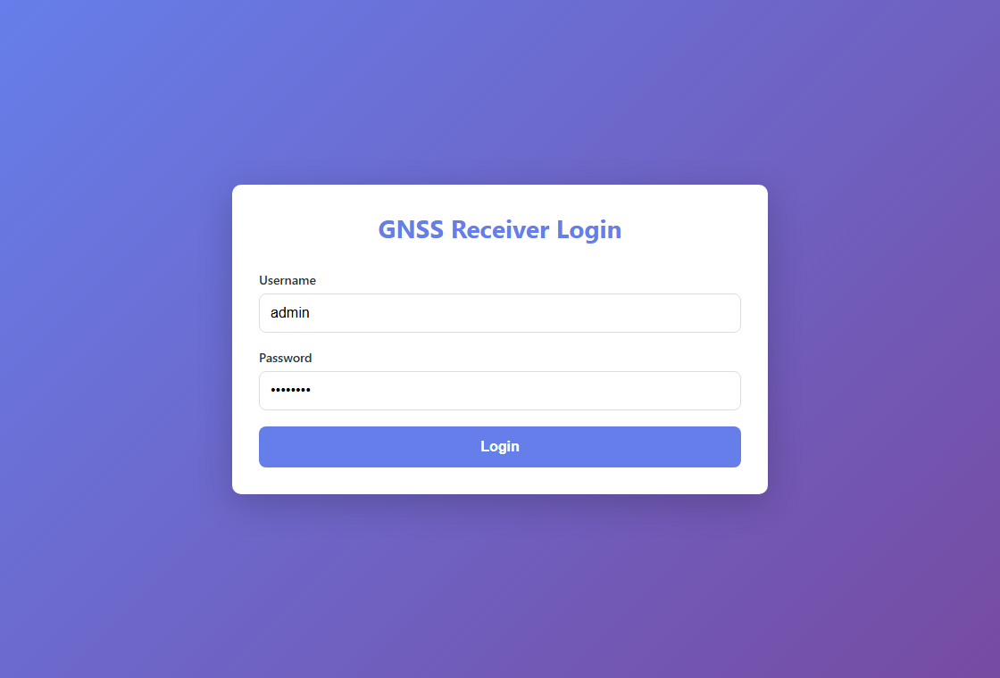 GNSS Receiver Login
Username
admin
Password
••••••••
Login